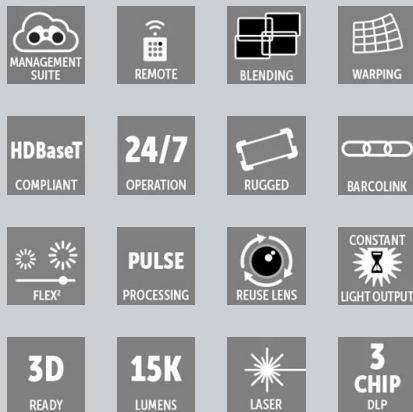 MANAGEMENT
SUITE
REMOTE
BLENDING
WARPING
HDBaseT
COMPLIANT
24/7
OPERATION
RUGGED
BARCOLINK
FLEX²
PULSE
PROCESSING
REUSE LENS
CONSTANT
LIGHT OUTPUT
3D
READY
15K
LUMENS
LASER
3
CHIP
DLP